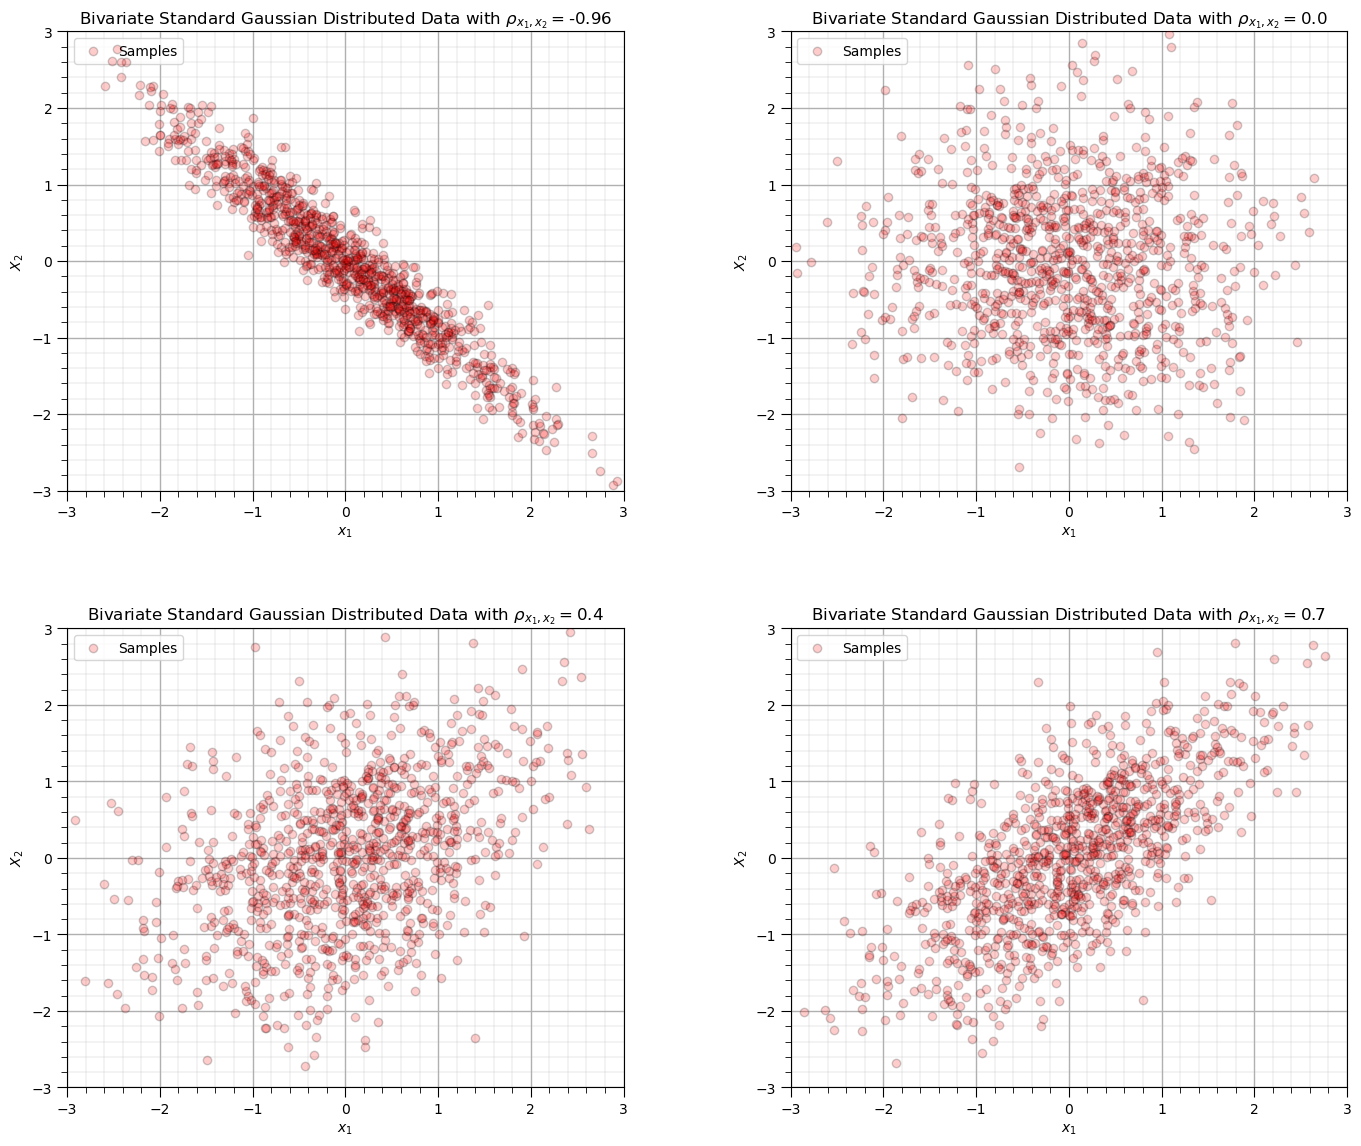 Bivariate Standard Gaussian Distributed Data with ρx₁, x₂ = -0.96
Samples
3
2
1
0
−1
−2
−3
X₂
−3 −2 −1 0 1 2 3
x₁
Bivariate Standard Gaussian Distributed Data with ρx₁, x₂ = 0.0
Samples
3
2
1
0
−1
−2
−3
X₂
−3 −2 −1 0 1 2 3
x₁
Bivariate Standard Gaussian Distributed Data with ρx₁, x₂ = 0.4
Samples
3
2
1
0
−1
−2
−3
X₂
−3 −2 −1 0 1 2 3
x₁
Bivariate Standard Gaussian Distributed Data with ρx₁, x₂ = 0.7
Samples
3
2
1
0
−1
−2
−3
X₂
−3 −2 −1 0 1 2 3
x₁